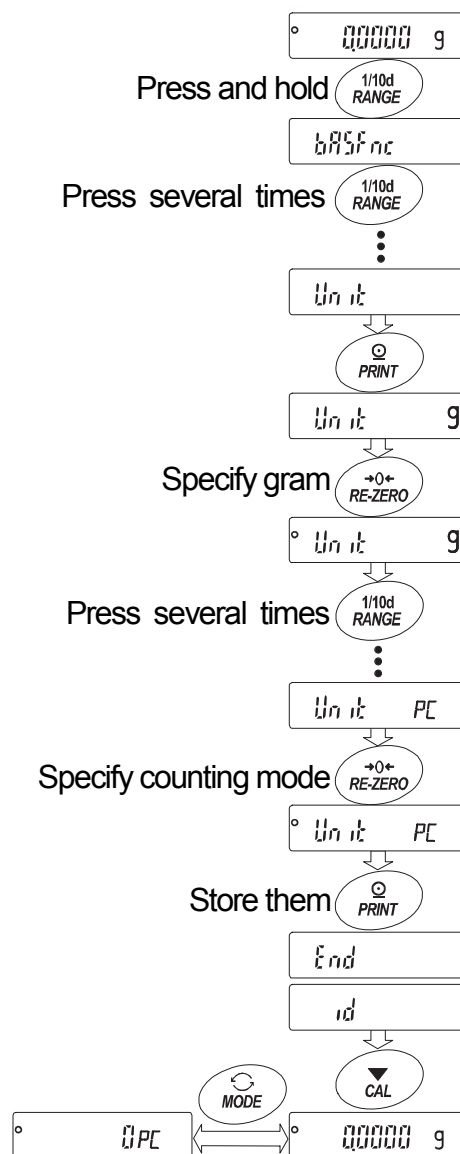 0.0000 g
Press and hold
1/10d
RANGE
bASFnc
Press several times
1/10d
RANGE
Unit
PRINT
Unit g
Specify gram
→0←
RE-ZERO
Unit g
Press several times
1/10d
RANGE
Unit PC
Specify counting mode
→0←
RE-ZERO
Unit PC
Store them
PRINT
End
id
MODE
CAL
0 PC
0.0000 g